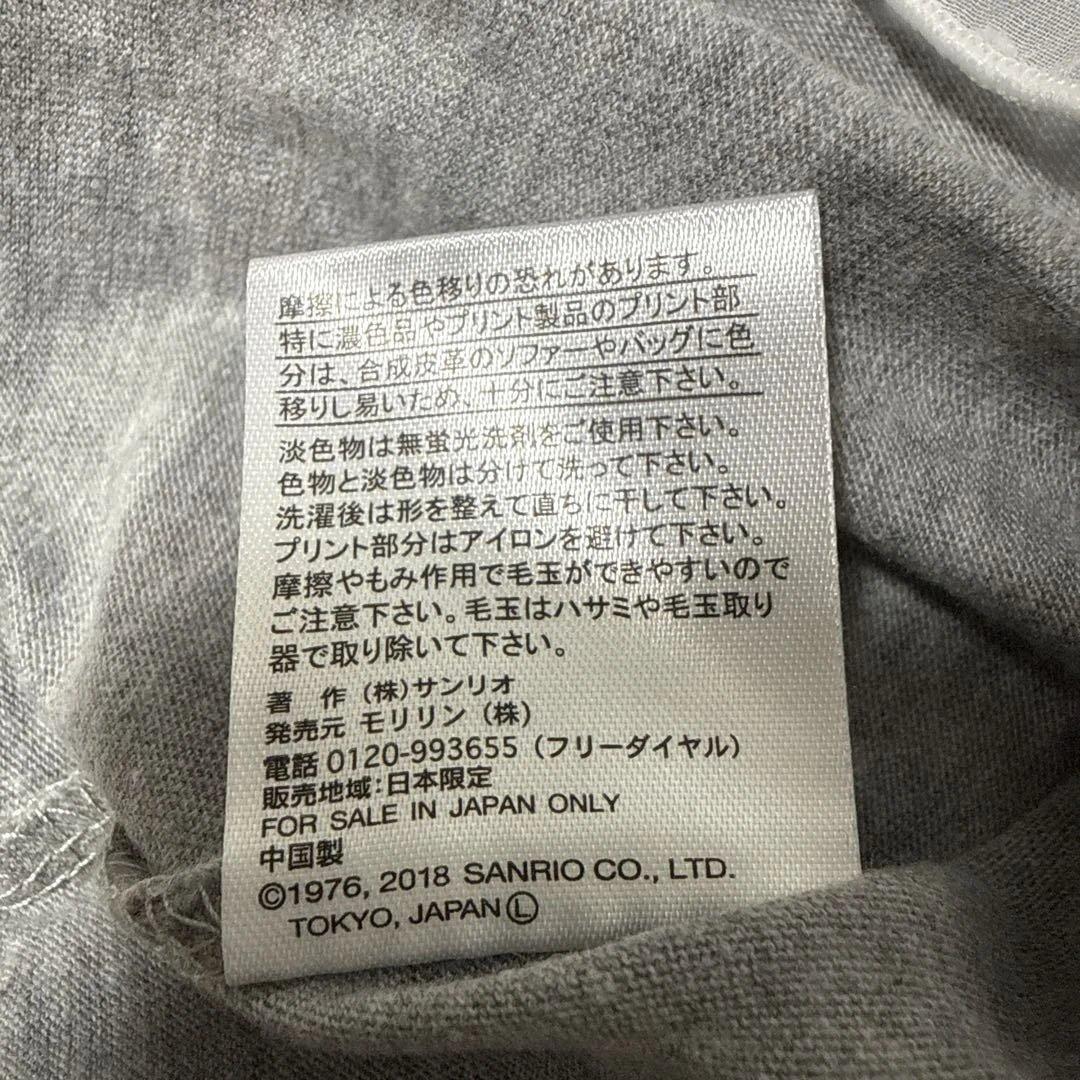 摩擦による色移りの恐れがあります。
特に濃色品やプリント製品のプリント部
分は、合成皮革のソファーやバッグに色
移りし易いため、十分にご注意下さい。
淡色物は無蛍光洗剤をご使用下さい。
色物と淡色物は分けて洗って下さい。
洗濯後は形を整えて直ちに干して下さい。
プリント部分はアイロンを避けて下さい。
摩擦やもみ作用で毛玉ができやすいので
ご注意下さい。毛玉はハサミや毛玉取り
器で取り除いて下さい。
著　作 (株)サンリオ
発売元 モリリン (株)
電話 0120-993655 (フリーダイヤル)
販売地域:日本限定
FOR SALE IN JAPAN ONLY
中国製
©1976, 2018 SANRIO CO., LTD.
TOKYO, JAPAN Ⓛ